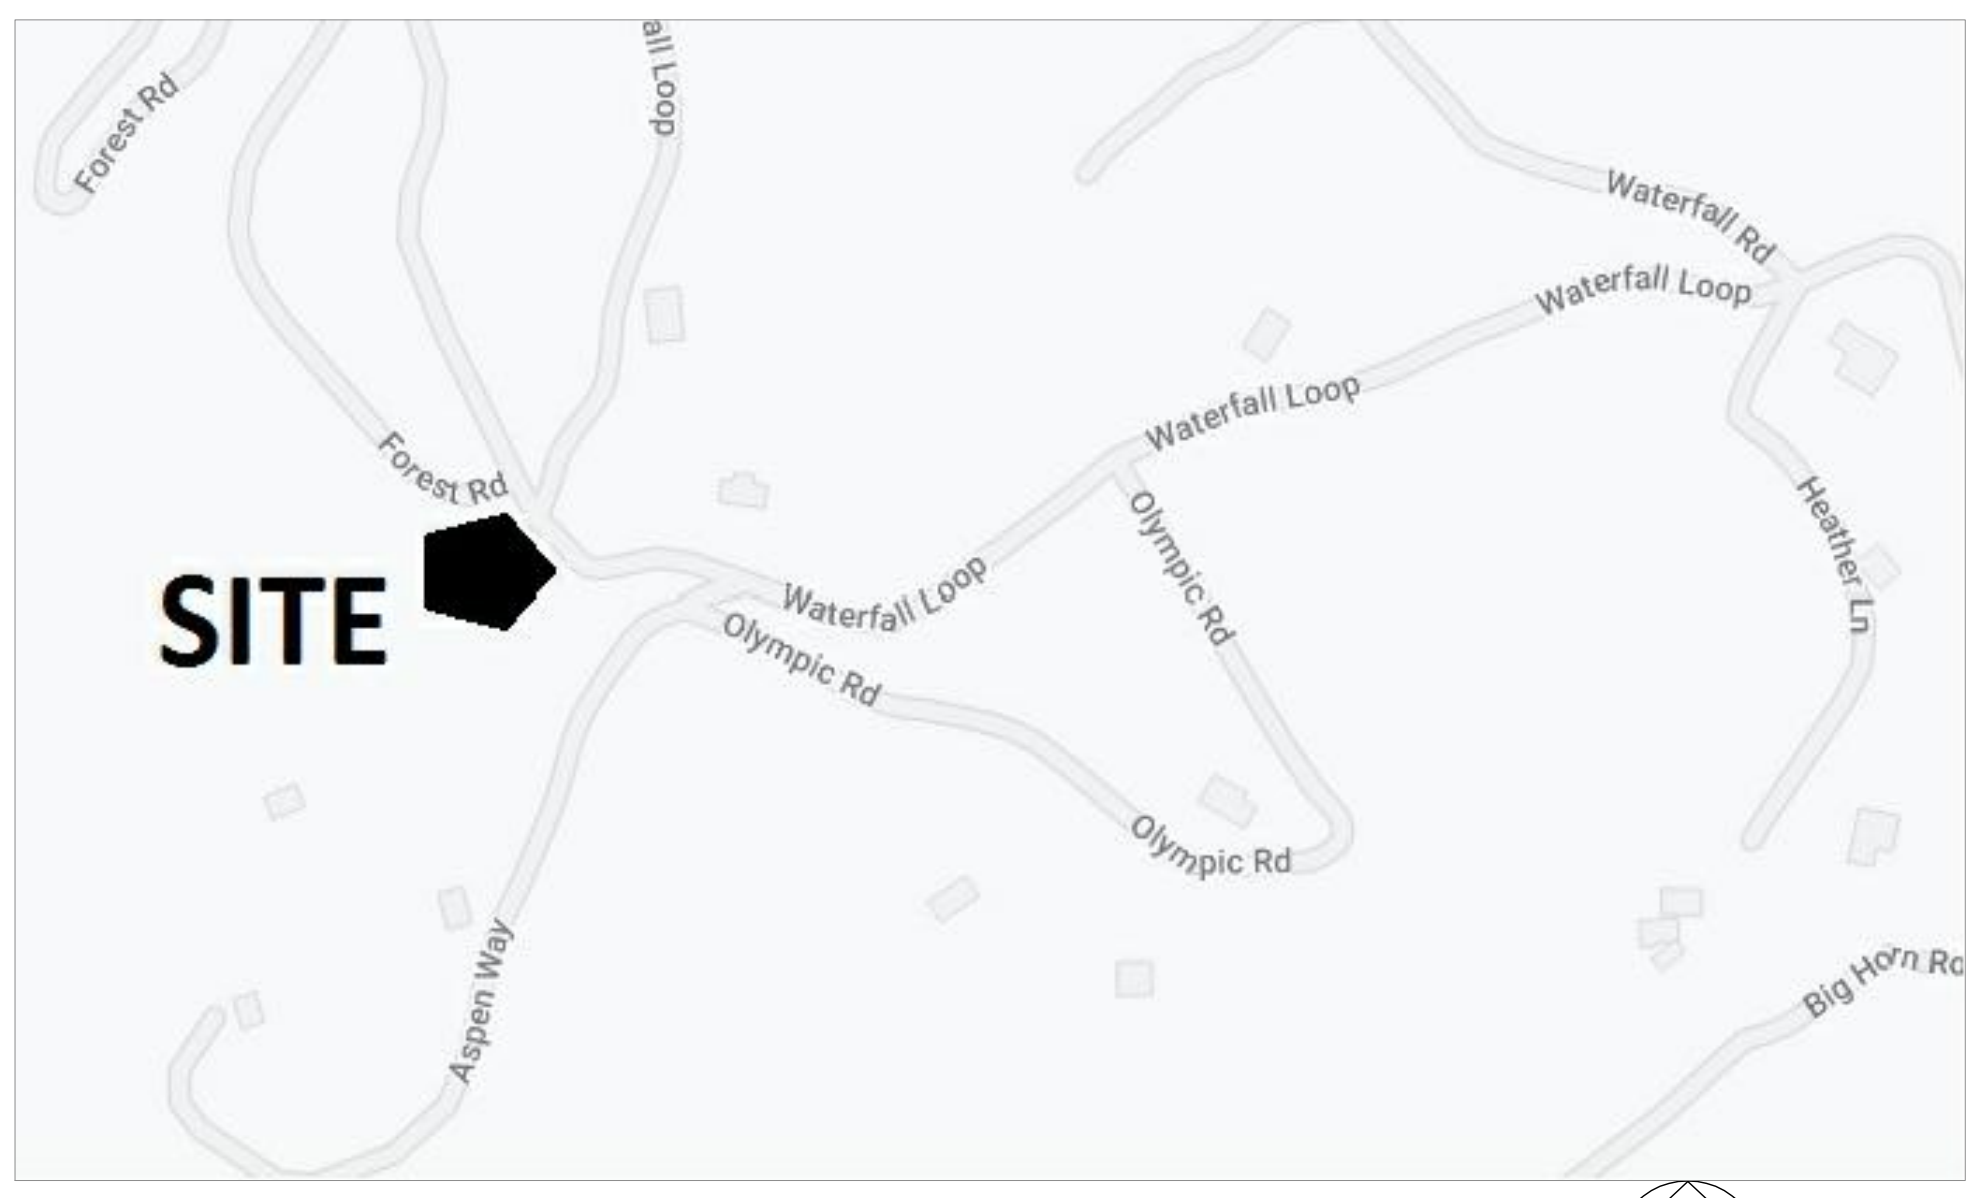 all Loop
Forest Rd
Waterfall Rd
Waterfall Loop
Waterfall Loop
Forest Rd
Olympic Rd
Heather Ln
Waterfall Loop
SITE
Olympic Rd
Olympic Rd
Aspen Way
Big Horn Rd